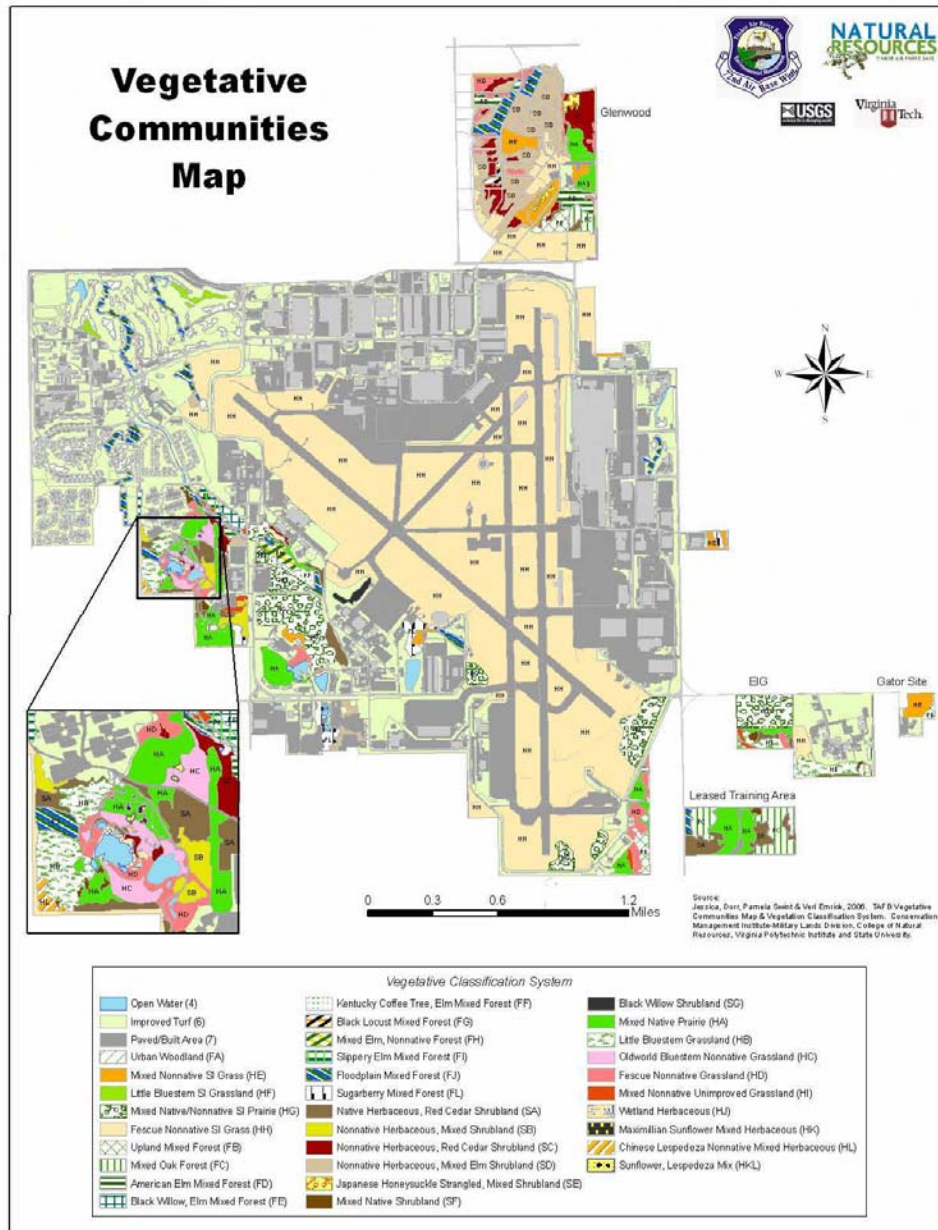 Vegetative
Communities
Map
72nd Air Base Wing
NATURAL
RESOURCES
USGS
Virginia
Tech
Glenwood
N
W
E
S
EIG
Gator Site
Leased Training Area
0
0.3
0.6
0.9
1.2
Miles
Source:
Jessica, Dorr, Pamela Swint & Verl Emrick, 2006. TAFB Vegetative
Communities Map & Vegetation Classification System. Conservation
Management Institute-Military Lands Division, College of Natural
Resources, Virginia Polytechnic Institute and State University.
Vegetative Classification System
Open Water (4)
Improved Turf (6)
Paved/Built Area (7)
Urban Woodland (FA)
Mixed Nonnative SI Grass (HE)
Little Bluestem SI Grassland (HF)
Mixed Native/Nonnative SI Prairie (HG)
Fescue Nonnative SI Grass (HH)
Upland Mixed Forest (FB)
Mixed Oak Forest (FC)
American Elm Mixed Forest (FD)
Black Willow, Elm Mixed Forest (FE)
Kentucky Coffee Tree, Elm Mixed Forest (FF)
Black Locust Mixed Forest (FG)
Mixed Elm, Nonnative Forest (FH)
Slippery Elm Mixed Forest (FI)
Floodplain Mixed Forest (FJ)
Sugarberry Mixed Forest (FL)
Native Herbaceous, Red Cedar Shrubland (SA)
Nonnative Herbaceous, Mixed Shrubland (SB)
Nonnative Herbaceous, Red Cedar Shrubland (SC)
Nonnative Herbaceous, Mixed Elm Shrubland (SD)
Japanese Honeysuckle Strangled, Mixed Shrubland (SE)
Mixed Native Shrubland (SF)
Black Willow Shrubland (SG)
Mixed Native Prairie (HA)
Little Bluestem Grassland (HB)
Oldworld Bluestem Nonnative Grassland (HC)
Fescue Nonnative Grassland (HD)
Mixed Nonnative Unimproved Grassland (HI)
Wetland Herbaceous (HJ)
Maximillian Sunflower Mixed Herbaceous (HK)
Chinese Lespedeza Nonnative Mixed Herbaceous (HL)
Sunflower, Lespedeza Mix (HKL)